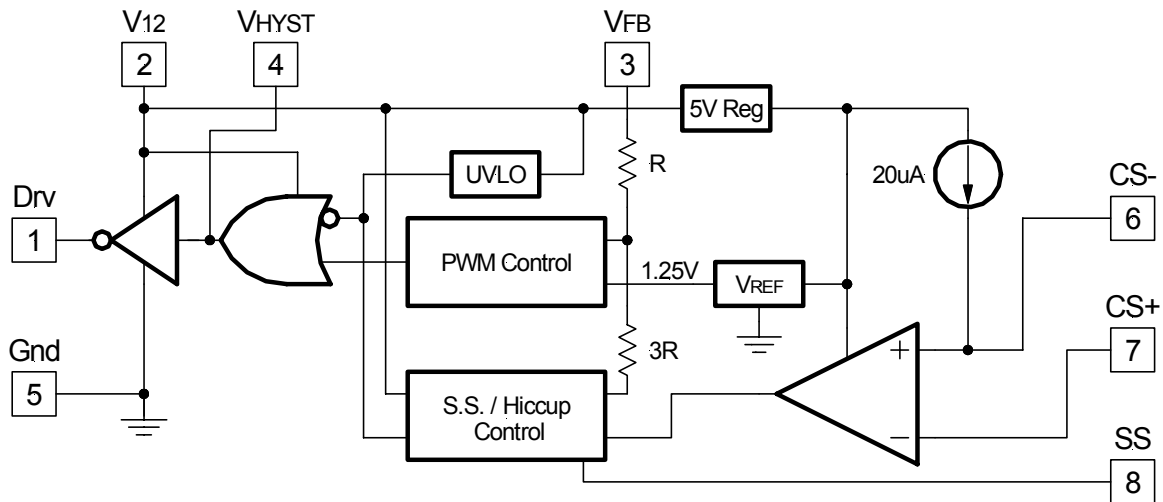 V12
VHYST
VFB
2
4
3
5V Reg
R
UVLO
20uA
CS-
6
Drv
1
PWM Control
1.25V
VREF
CS+
7
Gnd
5
3R
+
S.S. / Hiccup
Control
−
SS
8